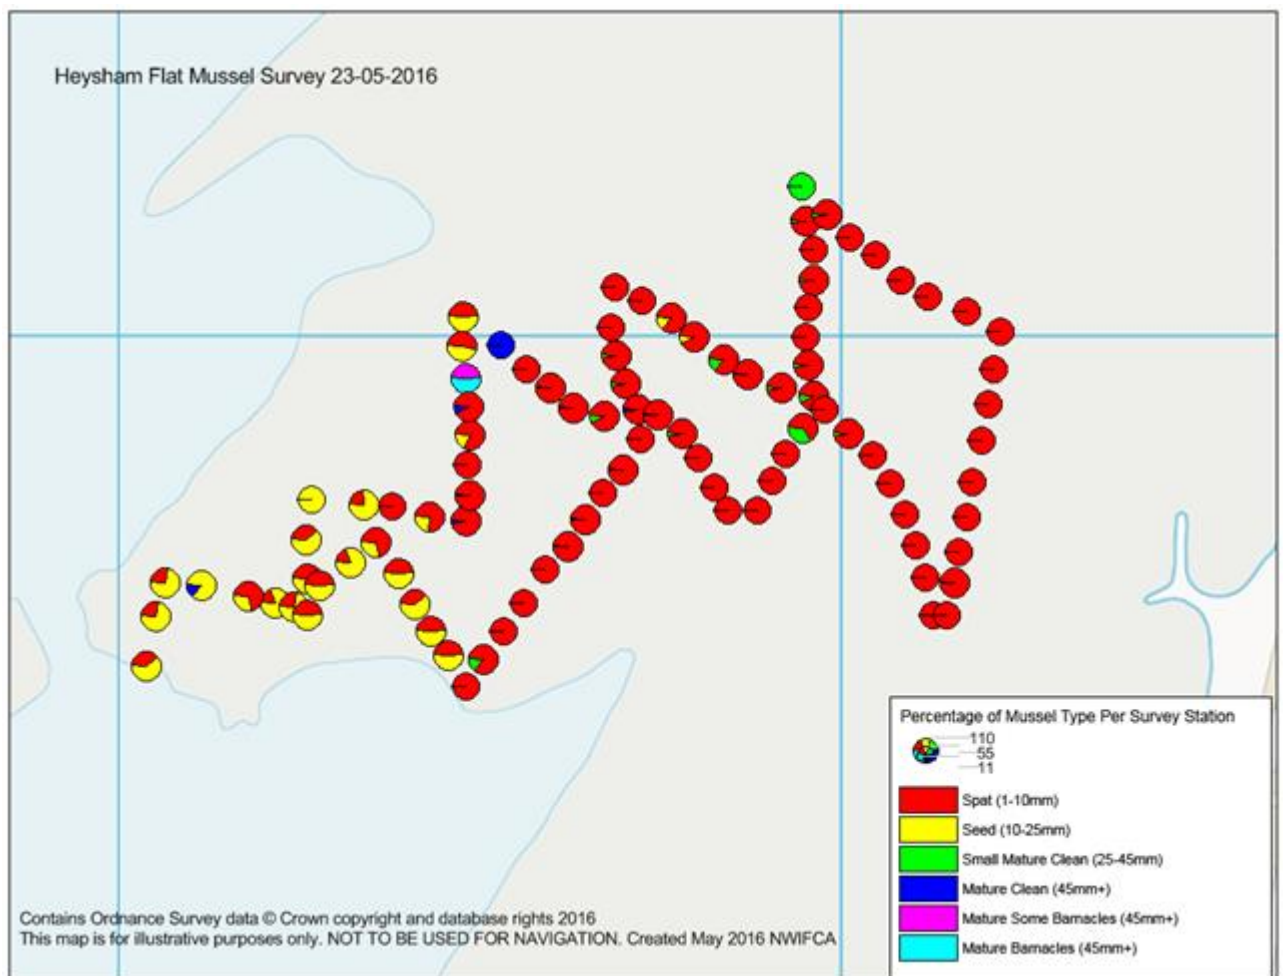 Heysham Flat Mussel Survey 23-05-2016
Percentage of Mussel Type Per Survey Station
110
55
11
Spat (1-10mm)
Seed (10-25mm)
Small Mature Clean (25-45mm)
Mature Clean (45mm+)
Mature Some Barnacles (45mm+)
Mature Barnacles (45mm+)
Contains Ordnance Survey data © Crown copyright and database rights 2016
This map is for illustrative purposes only. NOT TO BE USED FOR NAVIGATION. Created May 2016 NWIFCA